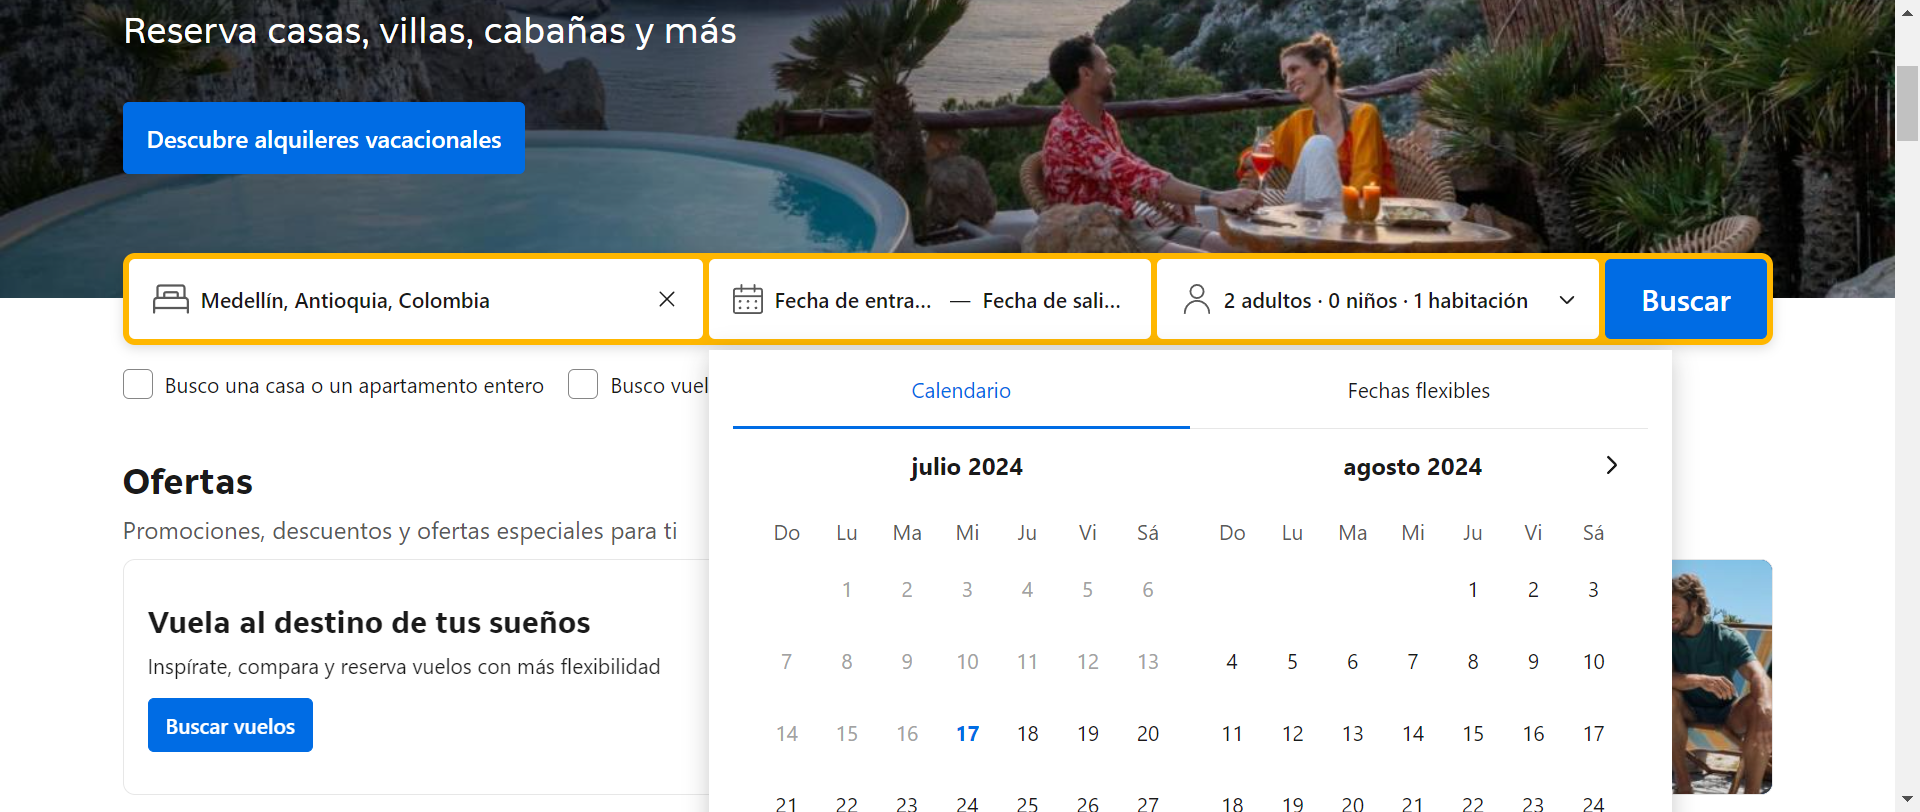 Reserva casas, villas, cabañas y más
Descubre alquileres vacacionales
Medellín, Antioquia, Colombia
Fecha de entra... — Fecha de sali...
2 adultos · 0 niños · 1 habitación
Buscar
Busco una casa o un apartamento entero
Busco vuel
Calendario
Fechas flexibles
julio 2024
Do Lu Ma Mi Ju Vi Sá
1 2 3 4 5 6
7 8 9 10 11 12 13
14 15 16 17 18 19 20
21 22 23 24 25 26 27
agosto 2024
Do Lu Ma Mi Ju Vi Sá
1 2 3
4 5 6 7 8 9 10
11 12 13 14 15 16 17
18 19 20 21 22 23 24
Ofertas
Promociones, descuentos y ofertas especiales para ti
Vuela al destino de tus sueños
Inspírate, compara y reserva vuelos con más flexibilidad
Buscar vuelos